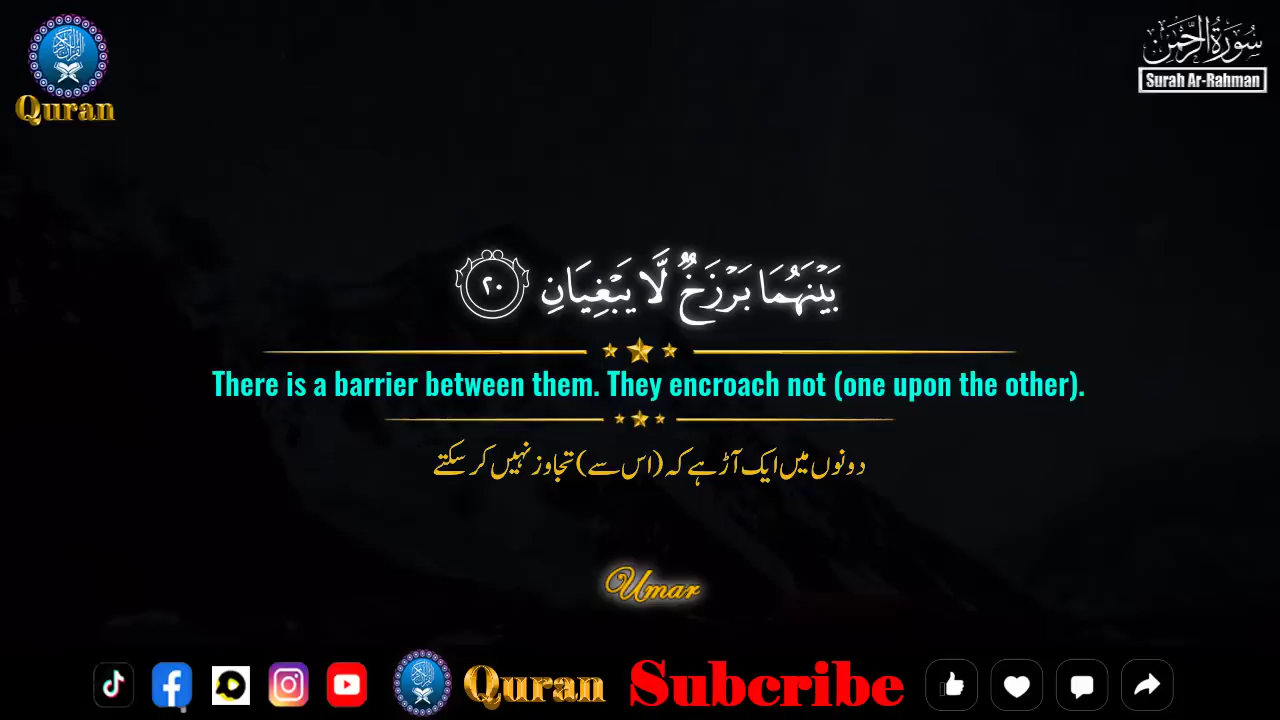 Quran
سُورَةُ الرَّحْمٰن
Surah Ar-Rahman
بَيْنَهُمَا بَرْزَخٌ لَّا يَبْغِيَانِ ٢٠
There is a barrier between them. They encroach not (one upon the other).
دونوں میں ایک آڑ ہے کہ (اس سے) تجاوز نہیں کر سکتے
Umar
Quran Subcribe